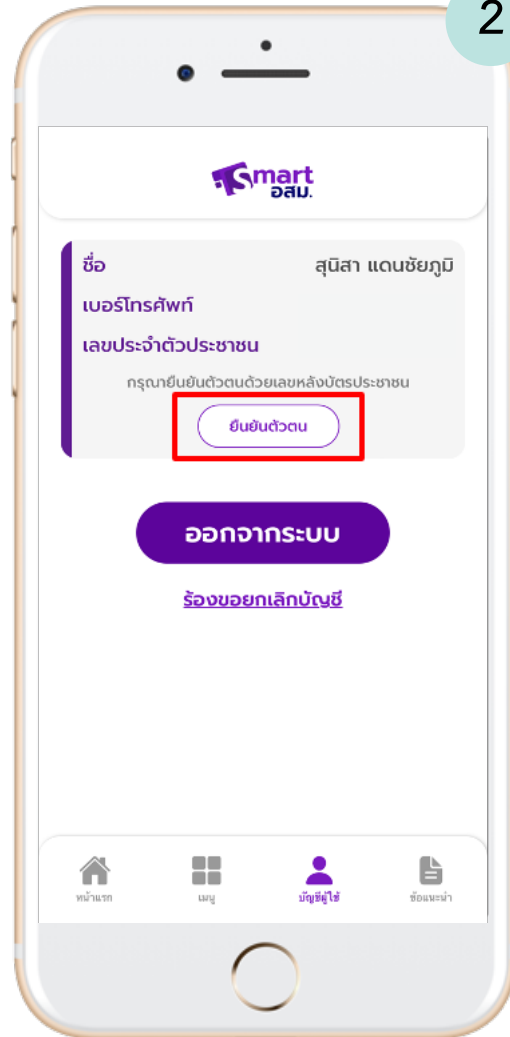 2
Smart
อสม.
ชื่อ สุนิสา แดนชัยภูมิ
เบอร์โทรศัพท์
เลขประจำตัวประชาชน
กรุณายืนยันตัวตนด้วยเลขหลังบัตรประชาชน
ยืนยันตัวตน
ออกจากระบบ
ร้องขอยกเลิกบัญชี
หน้าแรก เมนู บัญชีผู้ใช้ ข้อแนะนำ